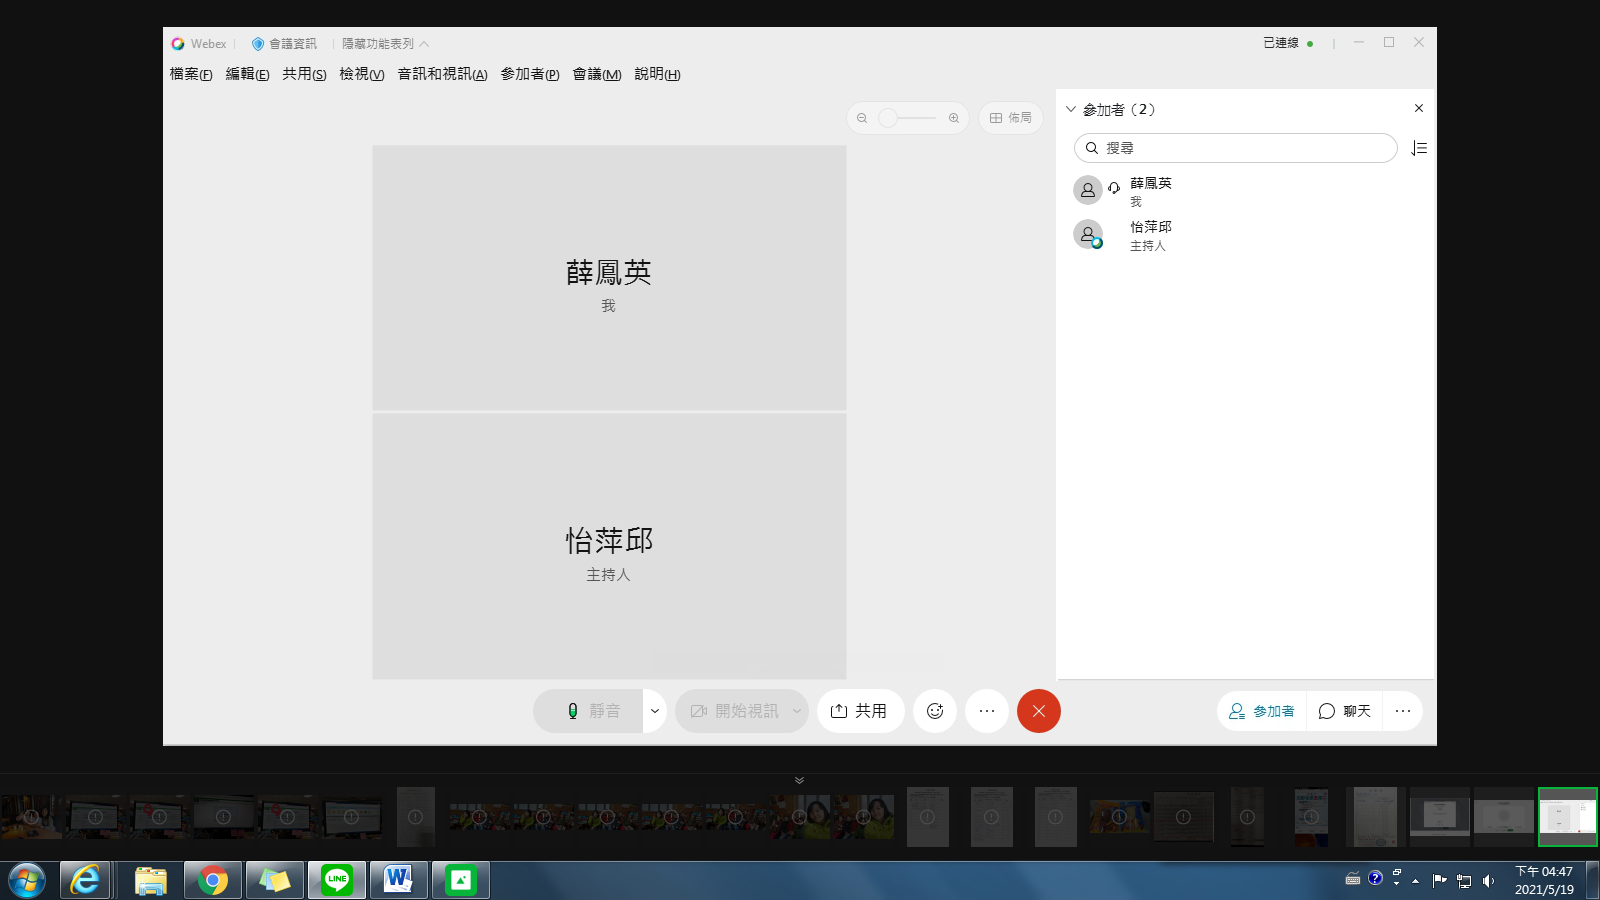 Webex
會議資訊
隱藏功能表列
已連線
檔案(F) 編輯(E) 共用(S) 檢視(V) 音訊和視訊(A) 參加者(P) 會議(M) 說明(H)
佈局
參加者（2）
搜尋
薛鳳英
我
怡萍邱
主持人
薛鳳英
我
怡萍邱
主持人
靜音
開始視訊
共用
參加者
聊天
LINE
下午 04:47
2021/5/19